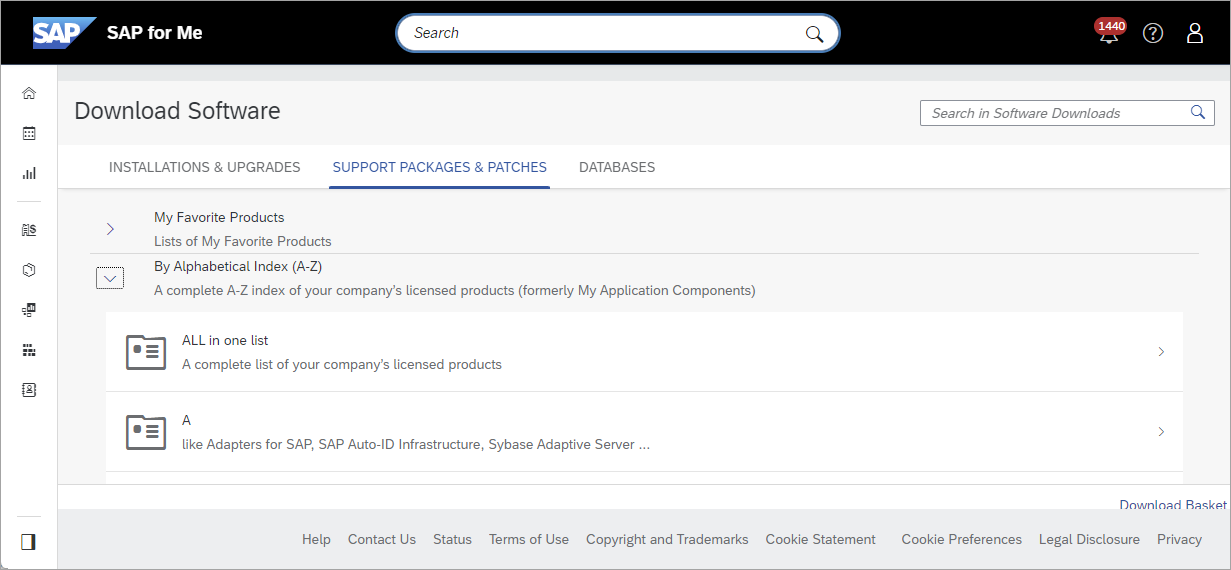 SAP SAP for Me
Search
1440
Download Software
Search in Software Downloads
INSTALLATIONS & UPGRADES SUPPORT PACKAGES & PATCHES DATABASES
My Favorite Products
Lists of My Favorite Products
By Alphabetical Index (A-Z)
A complete A-Z index of your company’s licensed products (formerly My Application Components)
ALL in one list
A complete list of your company’s licensed products
A
like Adapters for SAP, SAP Auto-ID Infrastructure, Sybase Adaptive Server ...
Download Basket
Help Contact Us Status Terms of Use Copyright and Trademarks Cookie Statement Cookie Preferences Legal Disclosure Privacy